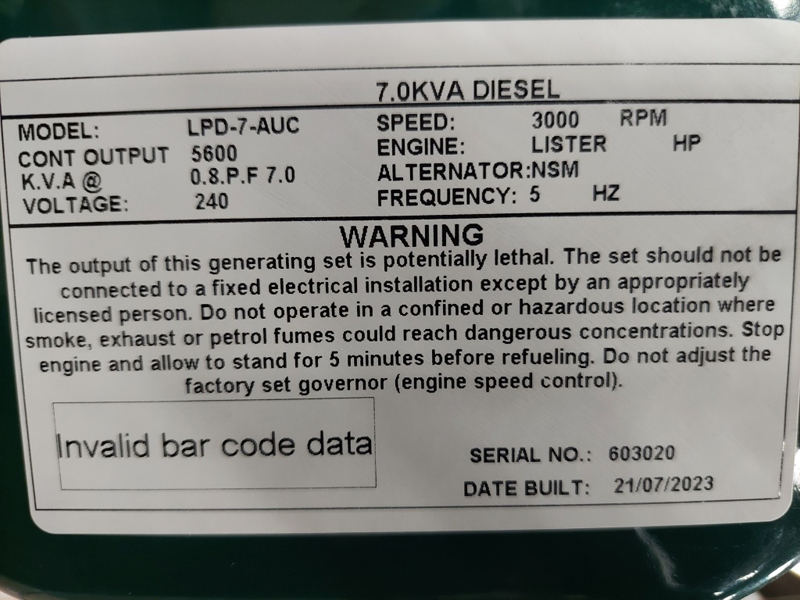 7.0KVA DIESEL
MODEL: LPD-7-AUC SPEED: 3000 RPM
CONT OUTPUT 5600 ENGINE: LISTER HP
K.V.A @ 0.8.P.F 7.0 ALTERNATOR:NSM
VOLTAGE: 240 FREQUENCY: 5 HZ
WARNING
The output of this generating set is potentially lethal. The set should not be
connected to a fixed electrical installation except by an appropriately
licensed person. Do not operate in a confined or hazardous location where
smoke, exhaust or petrol fumes could reach dangerous concentrations. Stop
engine and allow to stand for 5 minutes before refueling. Do not adjust the
factory set governor (engine speed control).
Invalid bar code data
SERIAL NO.: 603020
DATE BUILT: 21/07/2023